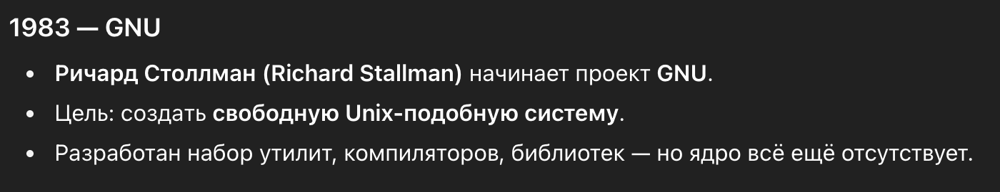 1983 — GNU
• Ричард Столлман (Richard Stallman) начинает проект GNU.
• Цель: создать свободную Unix-подобную систему.
• Разработан набор утилит, компиляторов, библиотек — но ядро всё ещё отсутствует.